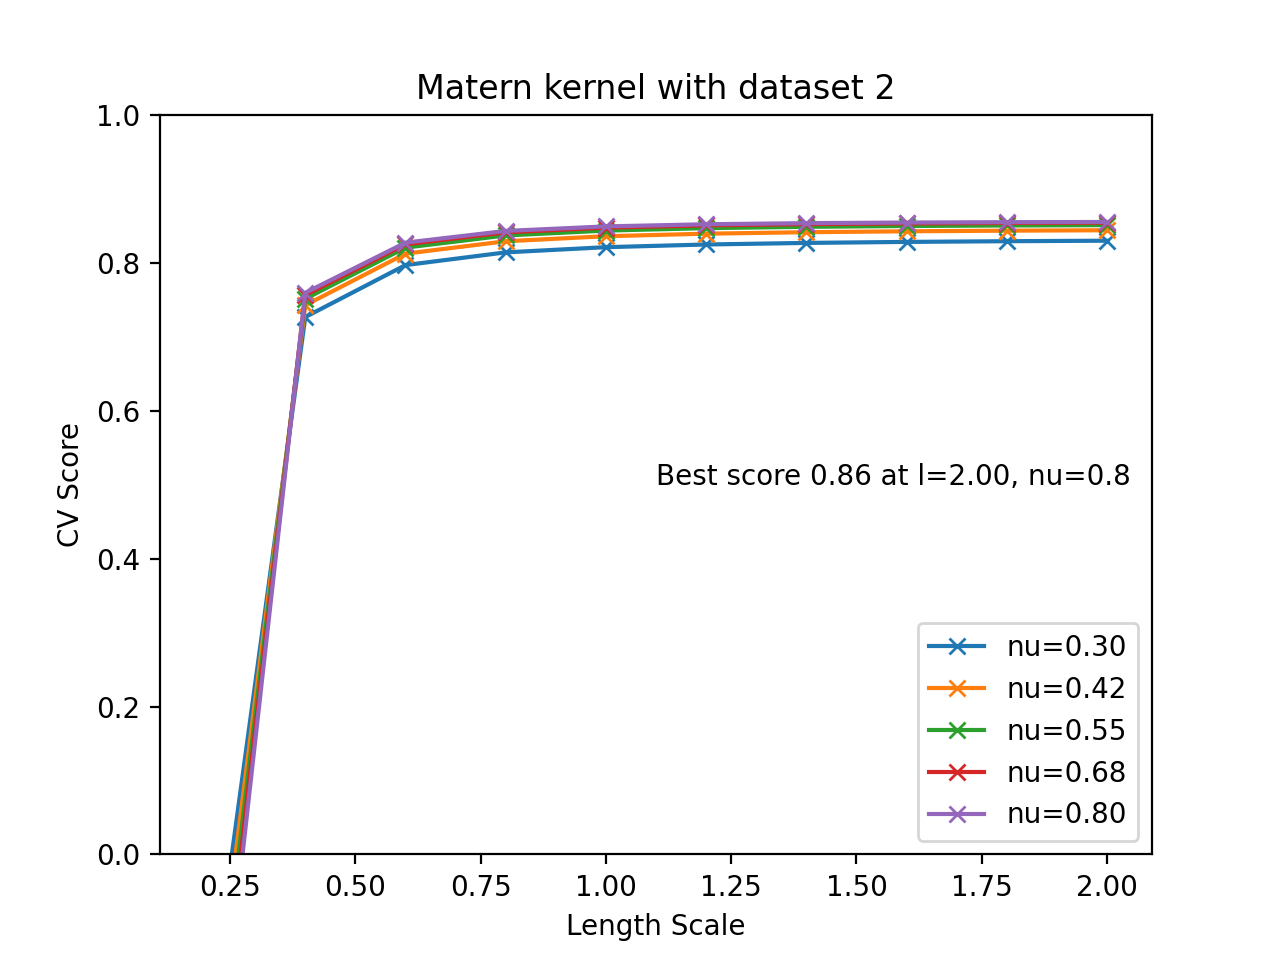 Matern kernel with dataset 2
1.0
0.8
0.6
0.4
0.2
0.0
CV Score
Best score 0.86 at l=2.00, nu=0.8
nu=0.30
nu=0.42
nu=0.55
nu=0.68
nu=0.80
0.25 0.50 0.75 1.00 1.25 1.50 1.75 2.00
Length Scale